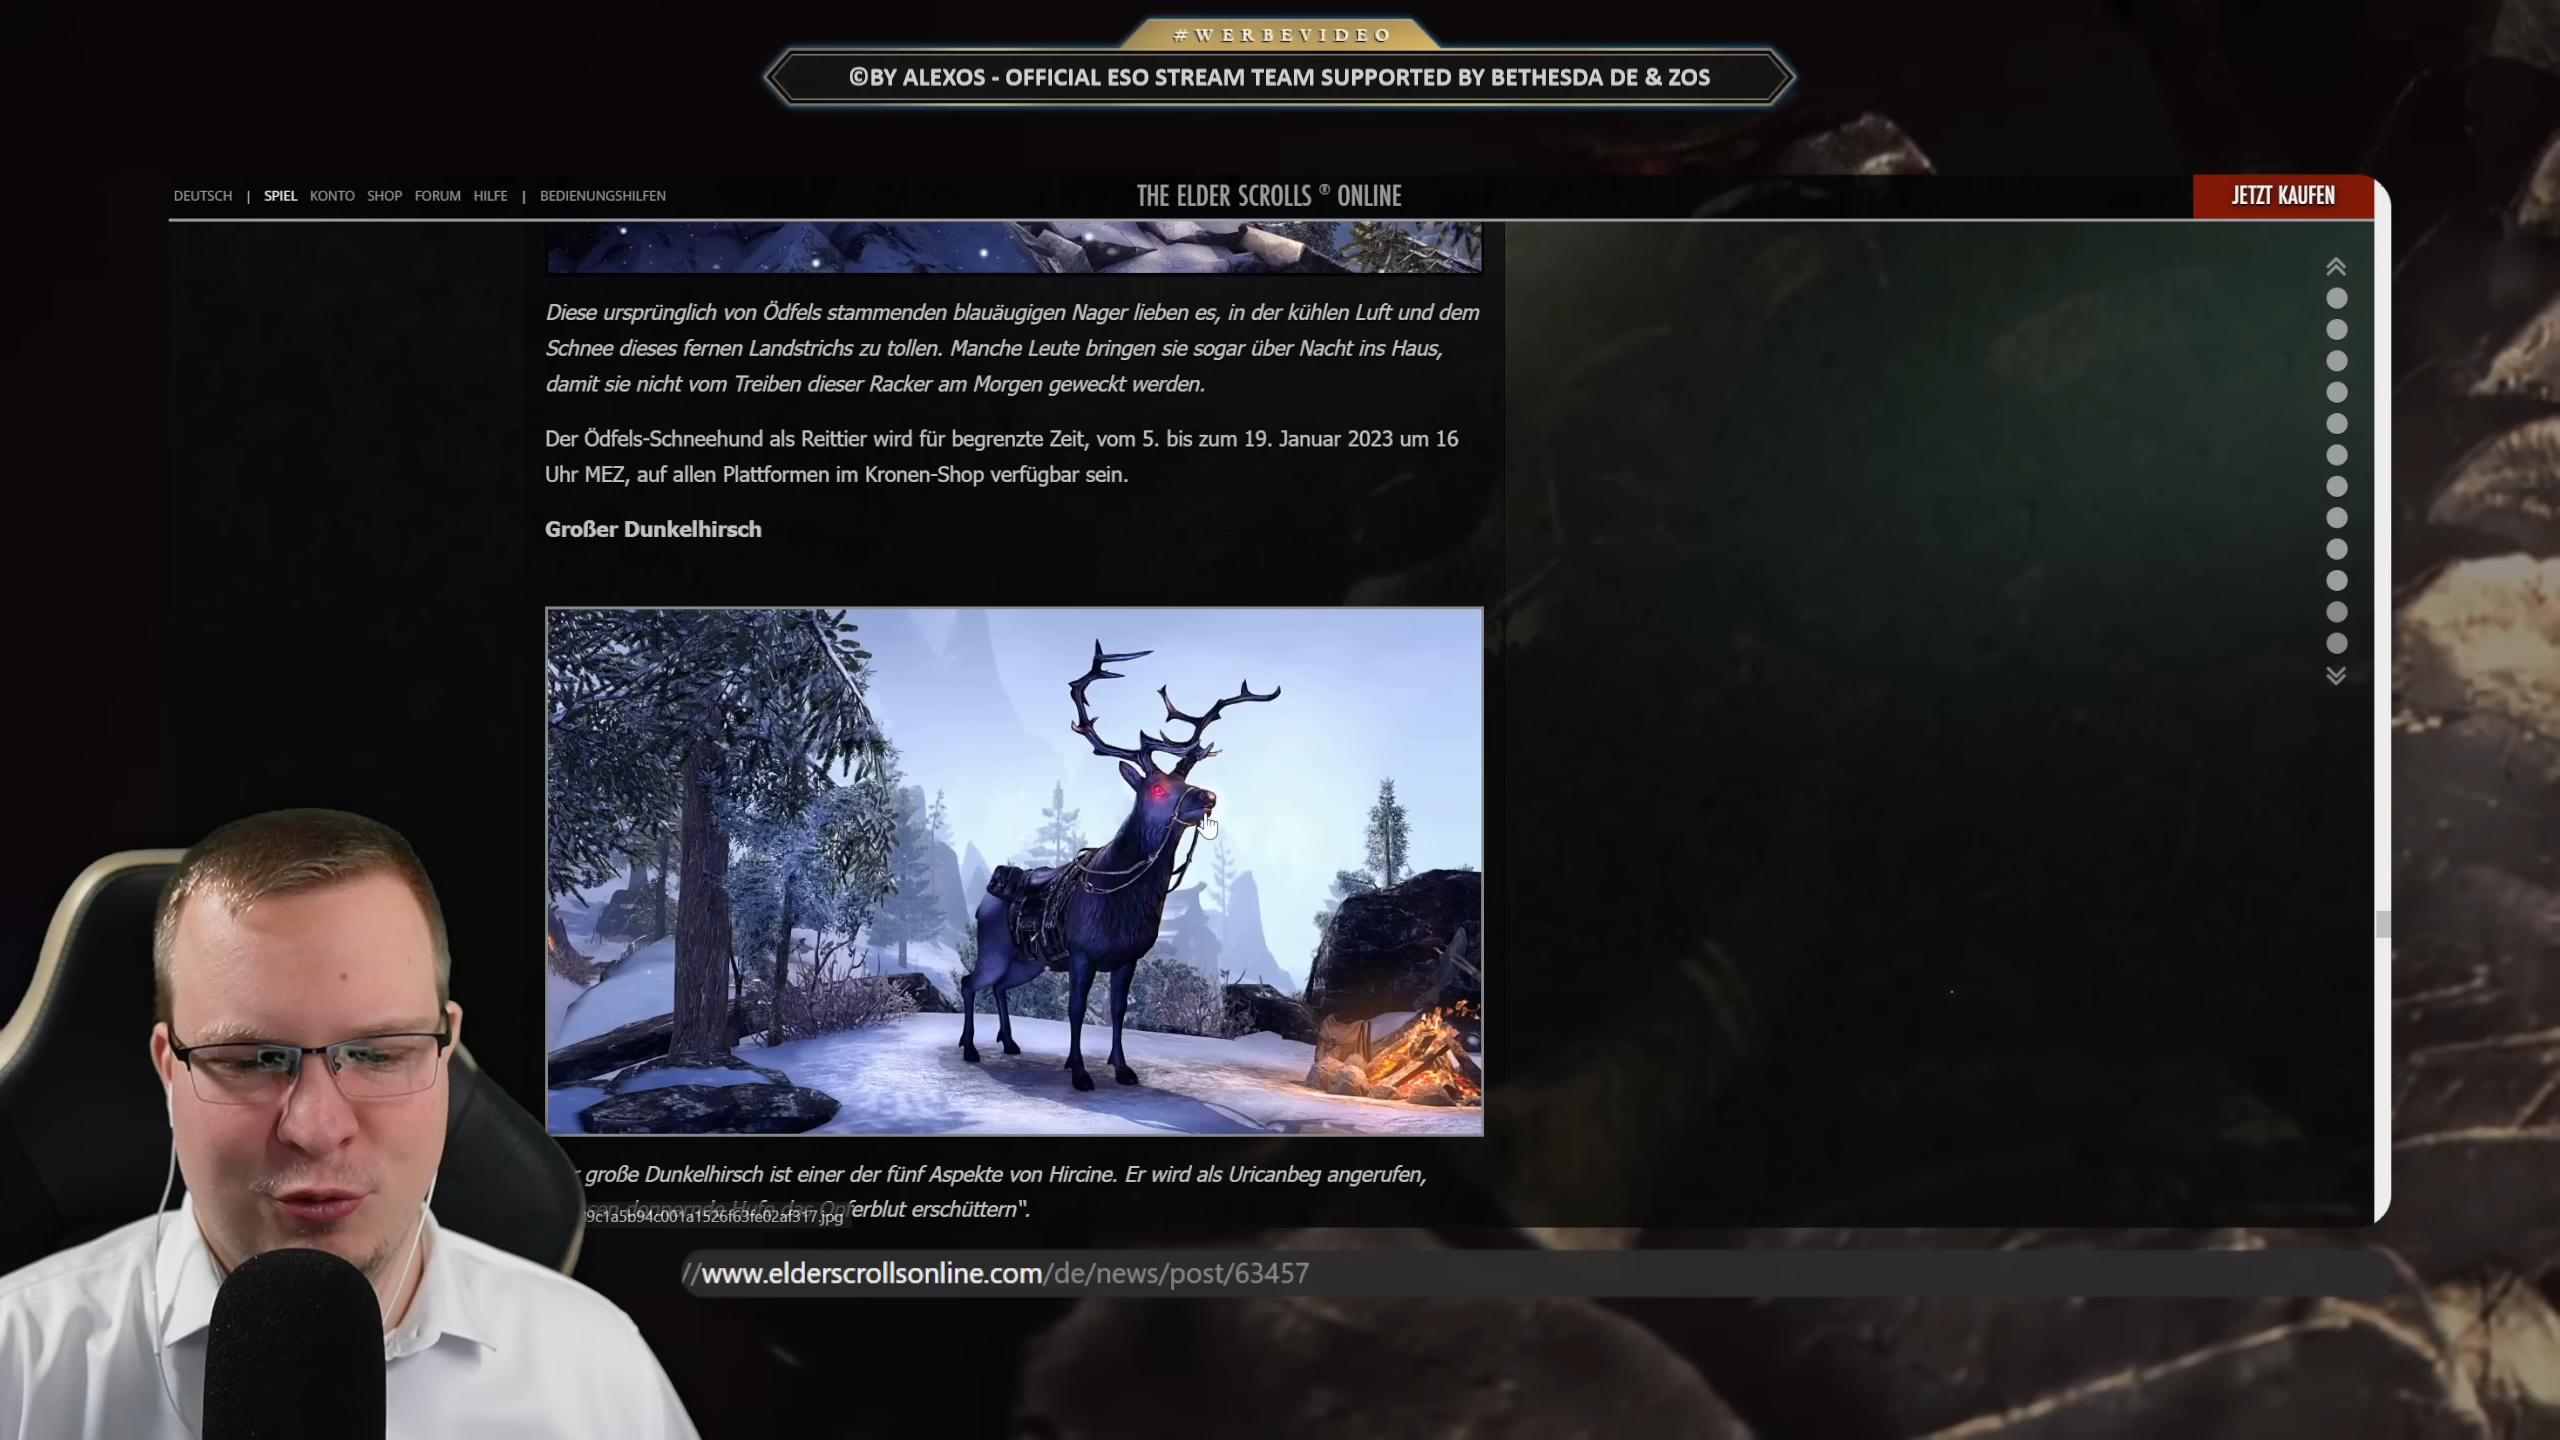 #WERBEVIDEO
©BY ALEXOS - OFFICIAL ESO STREAM TEAM SUPPORTED BY BETHESDA DE & ZOS
DEUTSCH | SPIEL KONTO SHOP FORUM HILFE | BEDIENUNGSHILFEN
THE ELDER SCROLLS ® ONLINE
JETZT KAUFEN
Diese ursprünglich von Ödfels stammenden blauäugigen Nager lieben es, in der kühlen Luft und dem
Schnee dieses fernen Landstrichs zu tollen. Manche Leute bringen sie sogar über Nacht ins Haus,
damit sie nicht vom Treiben dieser Racker am Morgen geweckt werden.
Der Ödfels-Schneehund als Reittier wird für begrenzte Zeit, vom 5. bis zum 19. Januar 2023 um 16
Uhr MEZ, auf allen Plattformen im Kronen-Shop verfügbar sein.
Großer Dunkelhirsch
große Dunkelhirsch ist einer der fünf Aspekte von Hircine. Er wird als Uricanbeg angerufen,
donnernde Hufe das Opferblut erschüttern".
9c1a5b94c001a1526f63fe02af317.jpg
//www.elderscrollsonline.com/de/news/post/63457